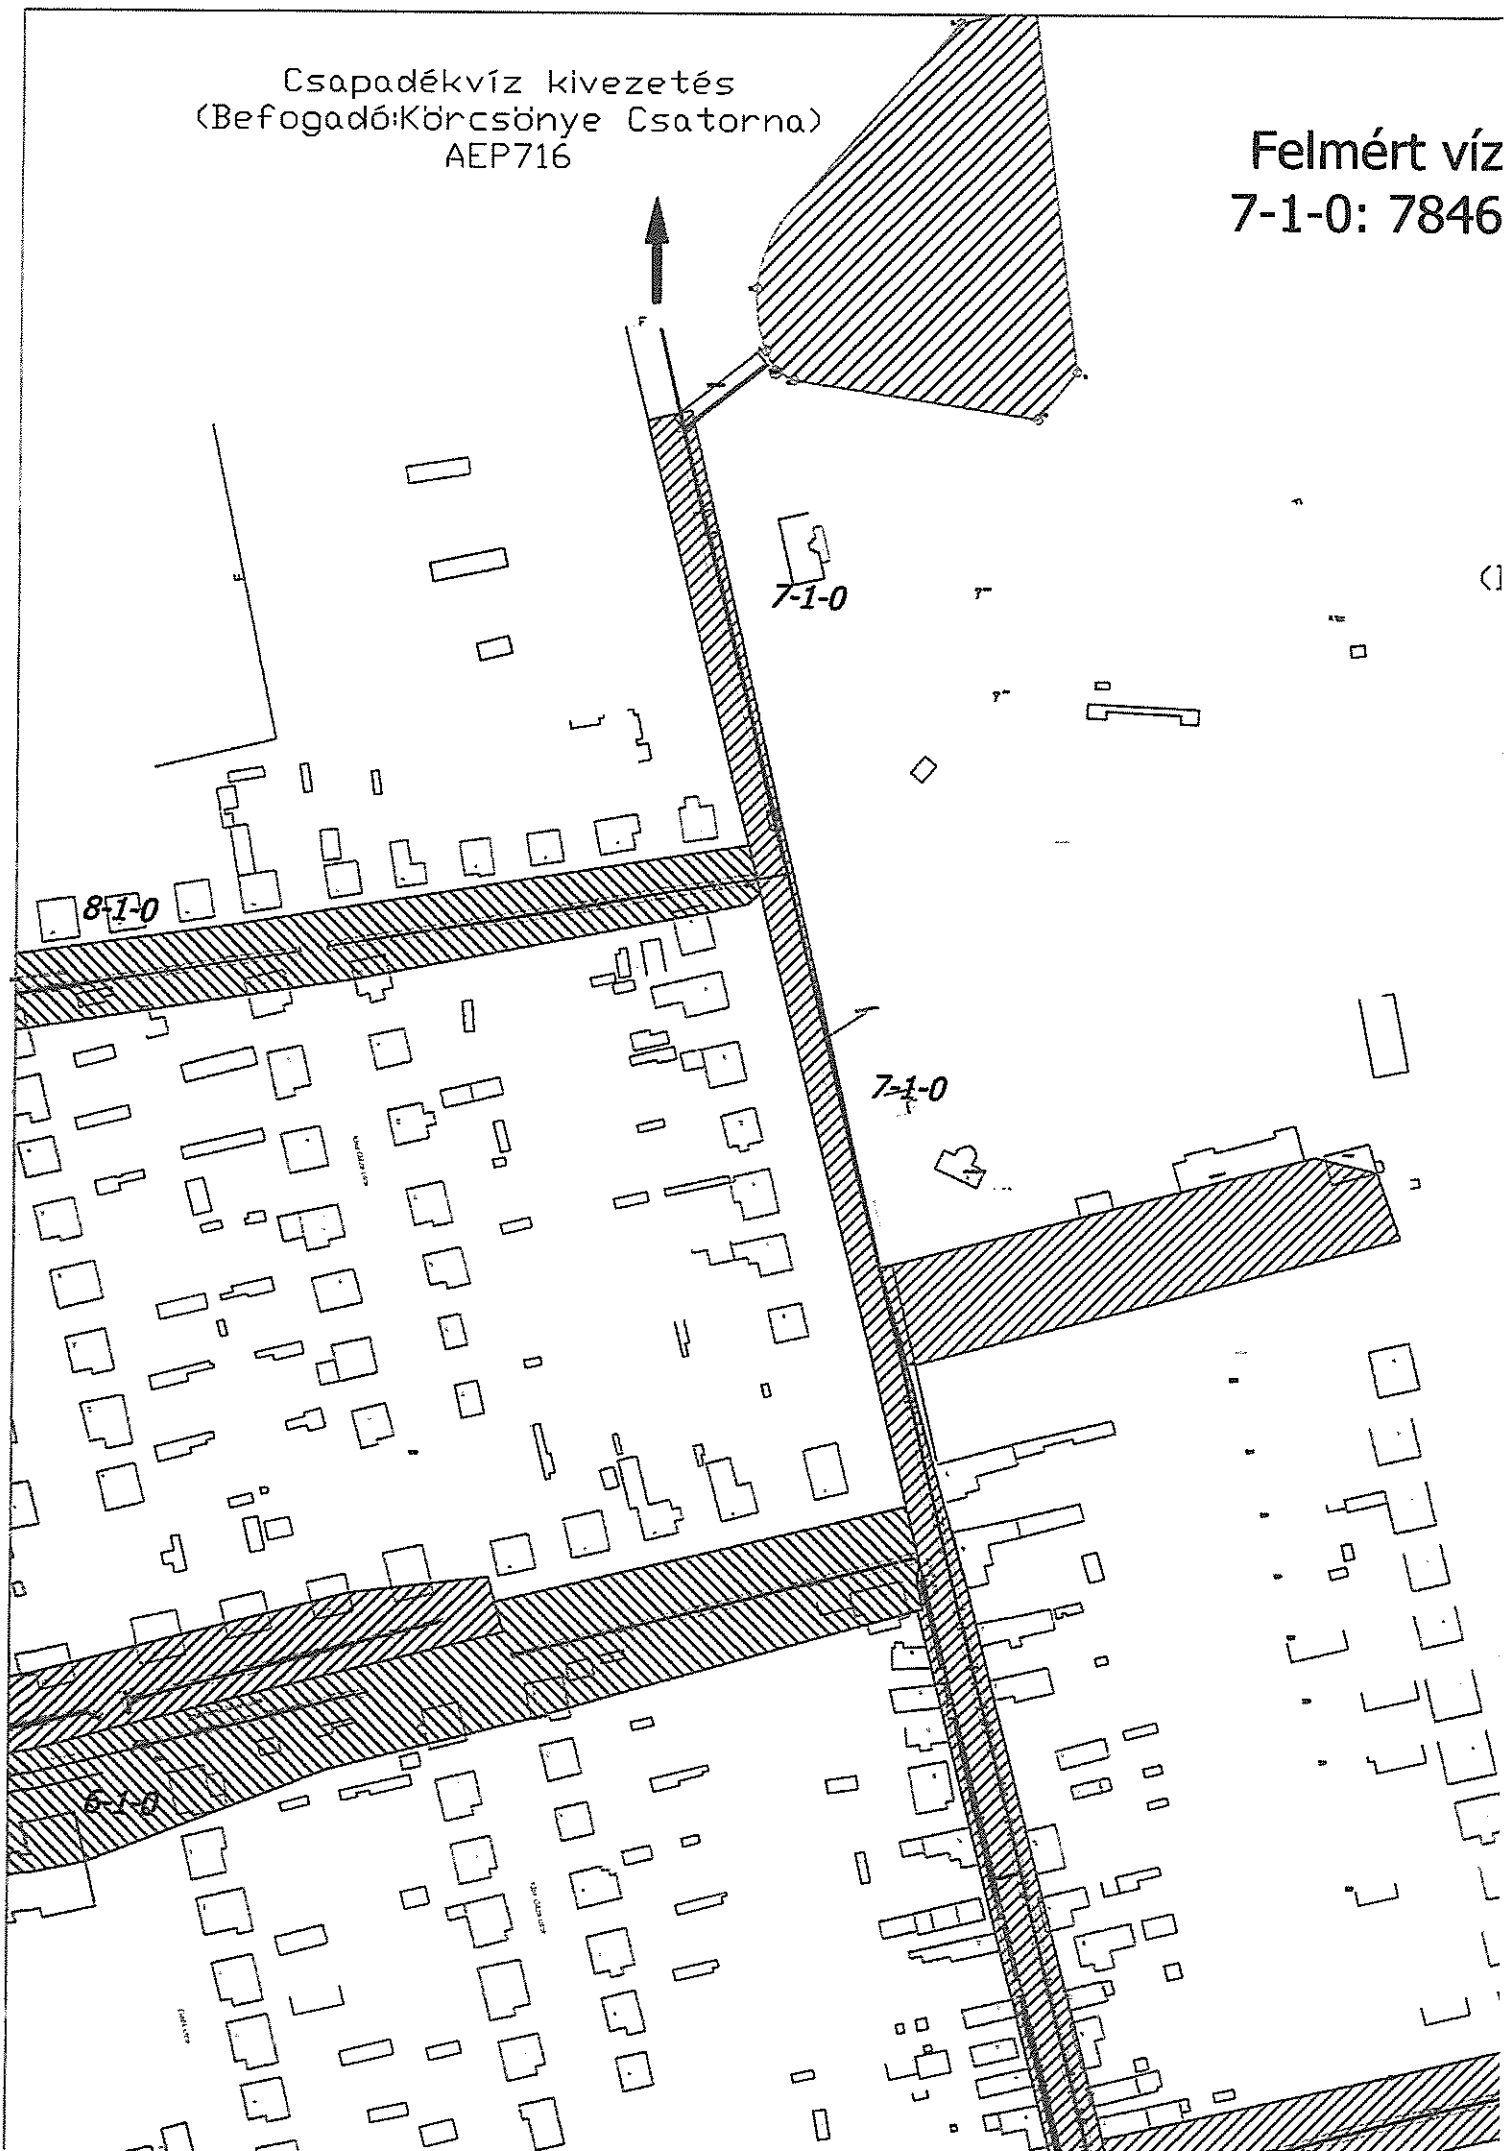 Csapadékvíz kivezetés
(Befogadó:Körcsönye Csatorna)
AEP716
Felmért víz
7-1-0: 7846
F
E
7-1-0
8-1-0
7-1-0
6-1-0